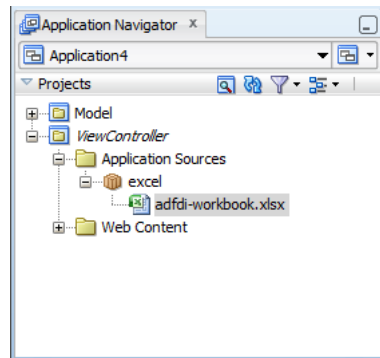 Application Navigator
Application4
Projects
Model
ViewController
Application Sources
excel
adfdi-workbook.xlsx
Web Content